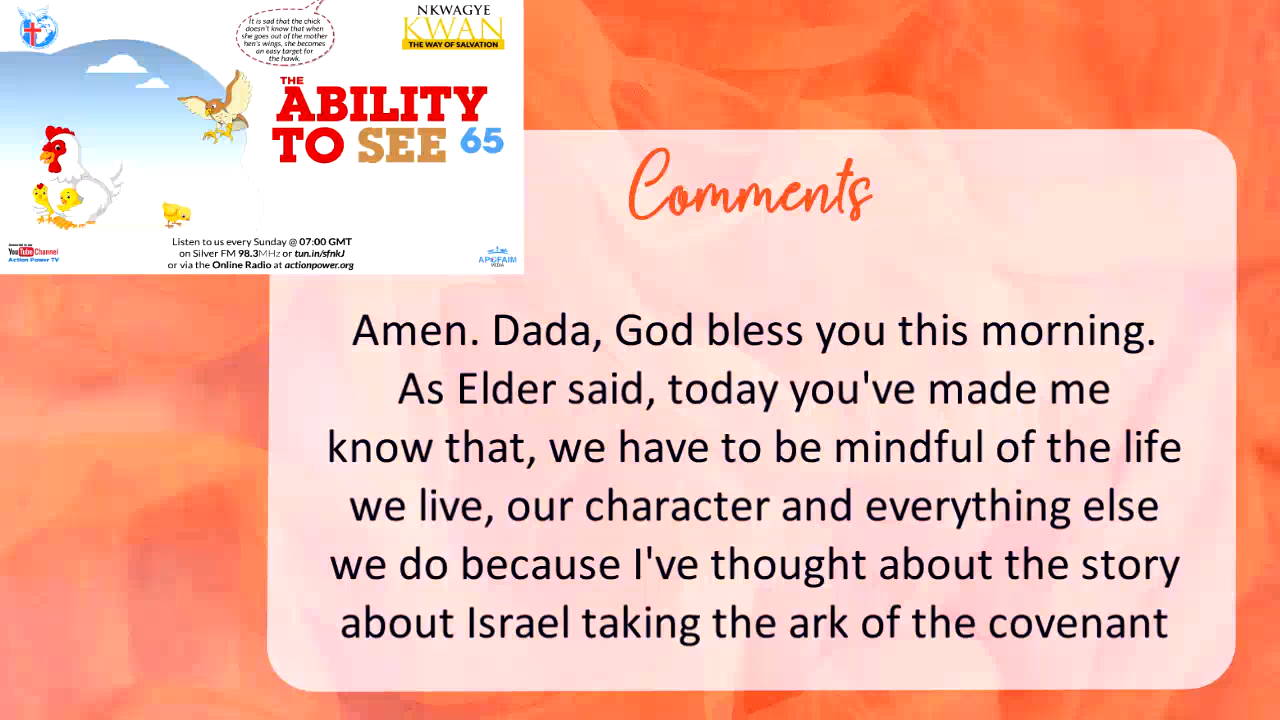 It is sad that the chick
doesn't know that when
she goes out of the mother
hen's wings, she becomes
an easy target for
the hawk.
NKWAGYE
KWAN
THE WAY OF SALVATION
THE
ABILITY
TO SEE 65
Listen to us every Sunday @ 07:00 GMT
on Silver FM 98.3MHz or tun.in/sfnkJ
or via the Online Radio at actionpower.org
YouTube Channel
Action Power TV
APOFAIM
Comments
Amen. Dada, God bless you this morning.
As Elder said, today you've made me
know that, we have to be mindful of the life
we live, our character and everything else
we do because I've thought about the story
about Israel taking the ark of the covenant